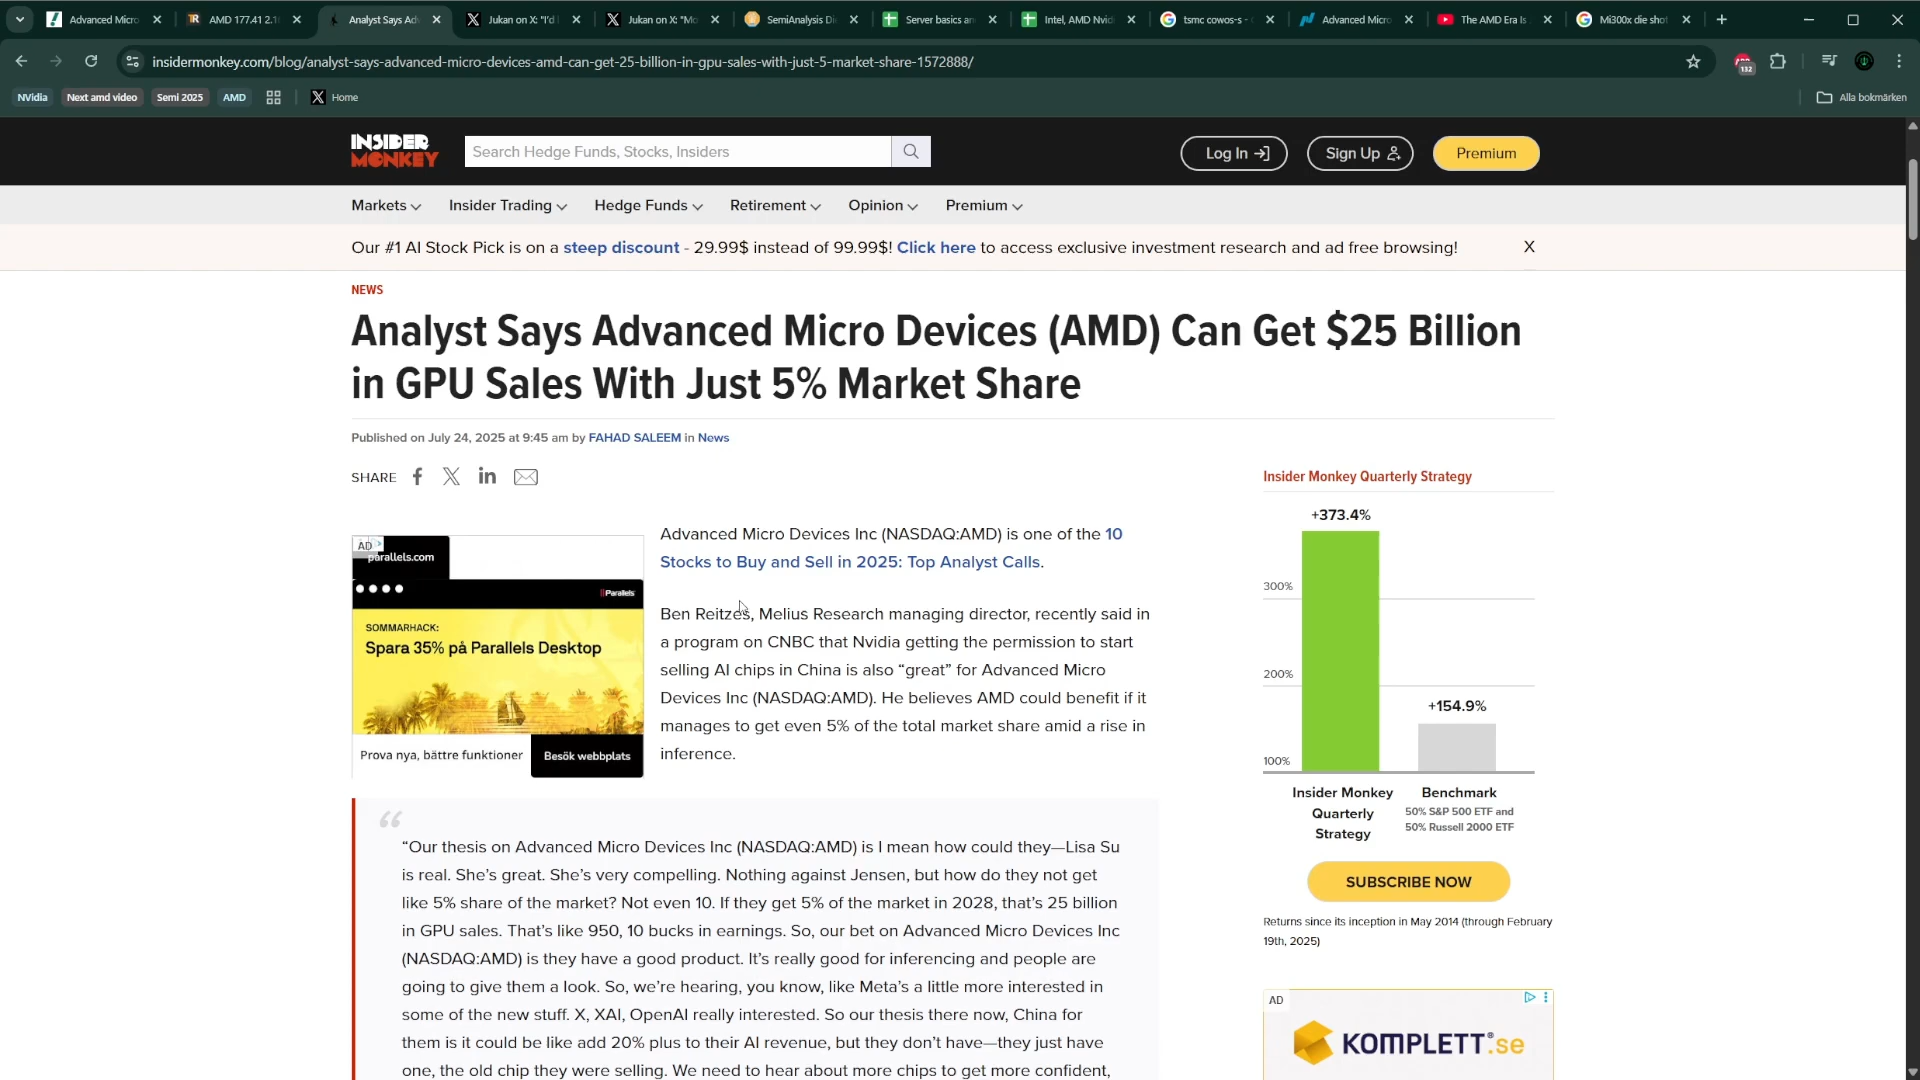 Advanced Micro
AMD 177.41 2.1
Analyst Says Ad
Jukan on X: "I'd
Jukan on X: "Mo
SemiAnalysis Di
Server basics an
Intel, AMD Nvid
tsmc cowos-s -
Advanced Micro
The AMD Era Is
Mi300x die shot
insidermonkey.com/blog/analyst-says-advanced-micro-devices-amd-can-get-25-billion-in-gpu-sales-with-just-5-market-share-1572888/
132
NVidia
Next amd video
Semi 2025
AMD
Home
Alla bokmärken
INSIDER
MONKEY
Search Hedge Funds, Stocks, Insiders
Log In
Sign Up
Premium
Markets
Insider Trading
Hedge Funds
Retirement
Opinion
Premium
Our #1 AI Stock Pick is on a steep discount - 29.99$ instead of 99.99$! Click here to access exclusive investment research and ad free browsing!
X
NEWS
Analyst Says Advanced Micro Devices (AMD) Can Get $25 Billion
in GPU Sales With Just 5% Market Share
Published on July 24, 2025 at 9:45 am by FAHAD SALEEM in News
SHARE
AD
parallels.com
Parallels
SOMMARHACK:
Spara 35% på Parallels Desktop
Prova nya, bättre funktioner
Besök webbplats
Advanced Micro Devices Inc (NASDAQ:AMD) is one of the 10
Stocks to Buy and Sell in 2025: Top Analyst Calls.
Ben Reitzes, Melius Research managing director, recently said in
a program on CNBC that Nvidia getting the permission to start
selling AI chips in China is also “great” for Advanced Micro
Devices Inc (NASDAQ:AMD). He believes AMD could benefit if it
manages to get even 5% of the total market share amid a rise in
inference.
“Our thesis on Advanced Micro Devices Inc (NASDAQ:AMD) is I mean how could they—Lisa Su
is real. She’s great. She’s very compelling. Nothing against Jensen, but how do they not get
like 5% share of the market? Not even 10. If they get 5% of the market in 2028, that’s 25 billion
in GPU sales. That’s like 950, 10 bucks in earnings. So, our bet on Advanced Micro Devices Inc
(NASDAQ:AMD) is they have a good product. It’s really good for inferencing and people are
going to give them a look. So, we’re hearing, you know, like Meta’s a little more interested in
some of the new stuff. X, XAI, OpenAI really interested. So our thesis there now, China for
them is it could be like add 20% plus to their AI revenue, but they don’t have—they just have
one, the old chip they were selling. We need to hear about more chips to get more confident,
Insider Monkey Quarterly Strategy
+373.4%
300%
200%
+154.9%
100%
Insider Monkey
Quarterly
Strategy
Benchmark
50% S&P 500 ETF and
50% Russell 2000 ETF
SUBSCRIBE NOW
Returns since its inception in May 2014 (through February
19th, 2025)
AD
KOMPLETT.se